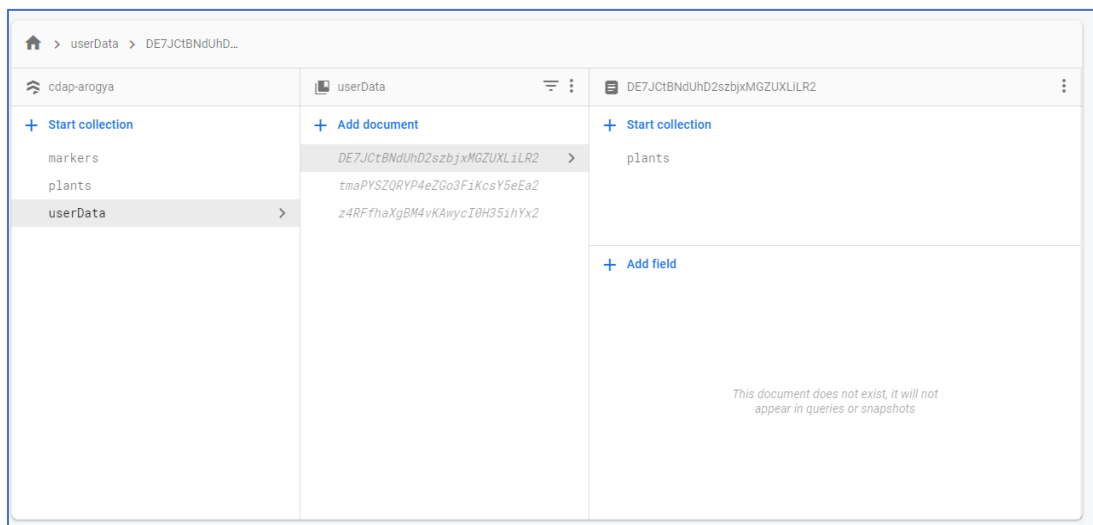 userData > DE7JCtBNdUhD...
cdap-arogya
+ Start collection
markers
plants
userData
userData
+ Add document
DE7JCtBNdUhD2szbjxMGZUXLiLR2
tmaPYSZQRYP4eZGo3FiKcsY5eEa2
z4RFfhaXgBM4vKAwycI0H35ihYx2
DE7JCtBNdUhD2szbjxMGZUXLiLR2
+ Start collection
plants
+ Add field
This document does not exist, it will not
appear in queries or snapshots